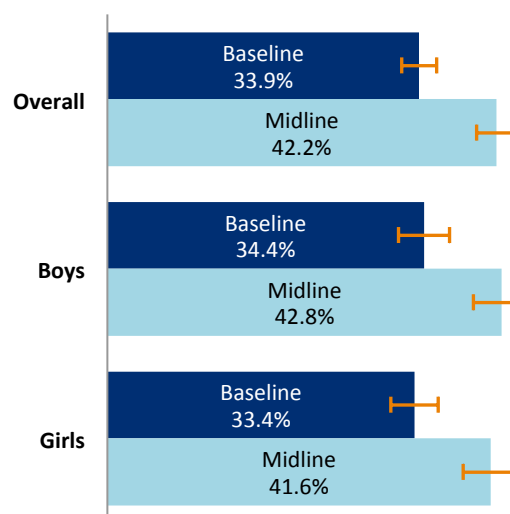 Overall
Baseline
33.9%
Midline
42.2%
Boys
Baseline
34.4%
Midline
42.8%
Girls
Baseline
33.4%
Midline
41.6%